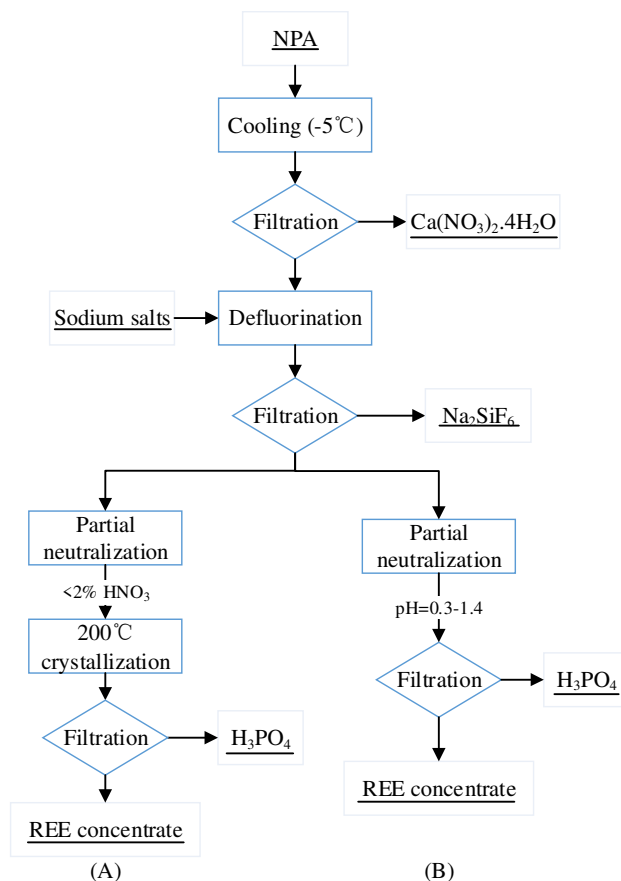 NPA
Cooling (-5℃)
Filtration
Ca(NO₃)₂.4H₂O
Sodium salts
Defluorination
Filtration
Na₂SiF₆
Partial
neutralization
<2% HNO₃
200℃
crystallization
Filtration
H₃PO₄
REE concentrate
(A)
Partial
neutralization
pH=0.3-1.4
Filtration
H₃PO₄
REE concentrate
(B)